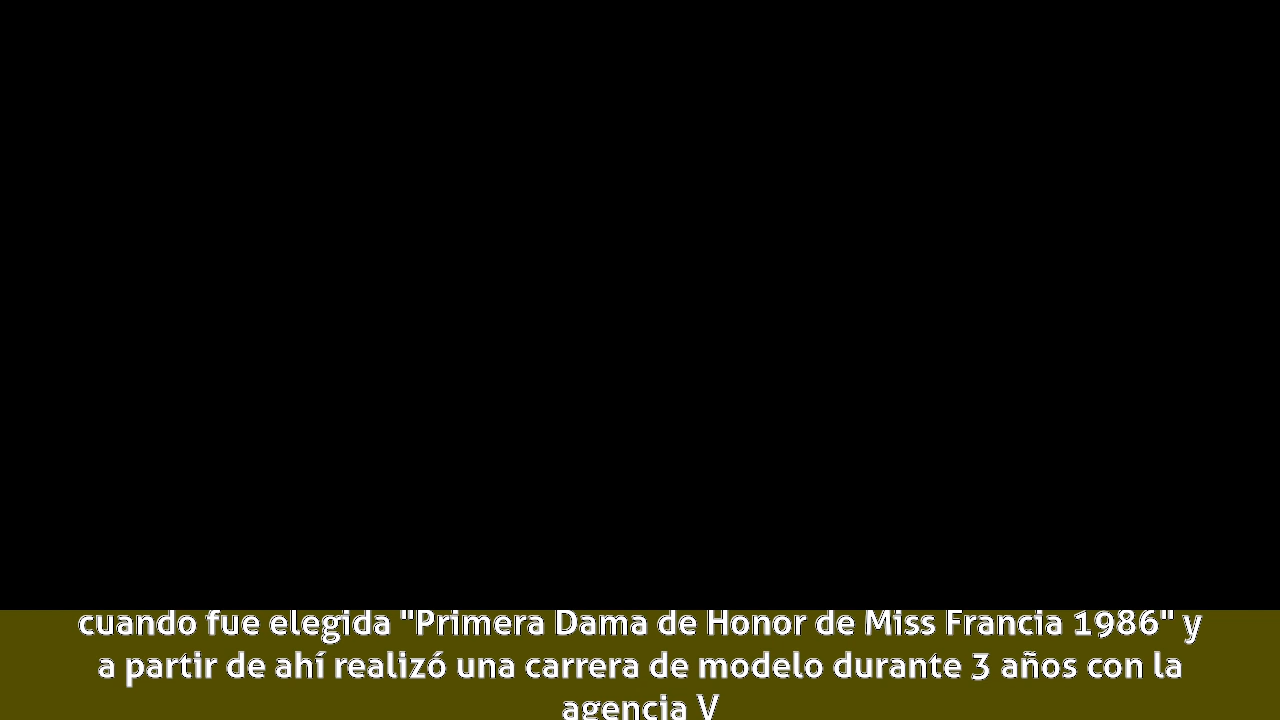 cuando fue elegida "Primera Dama de Honor de Miss Francia 1986" y
a partir de ahí realizó una carrera de modelo durante 3 años con la
agencia V